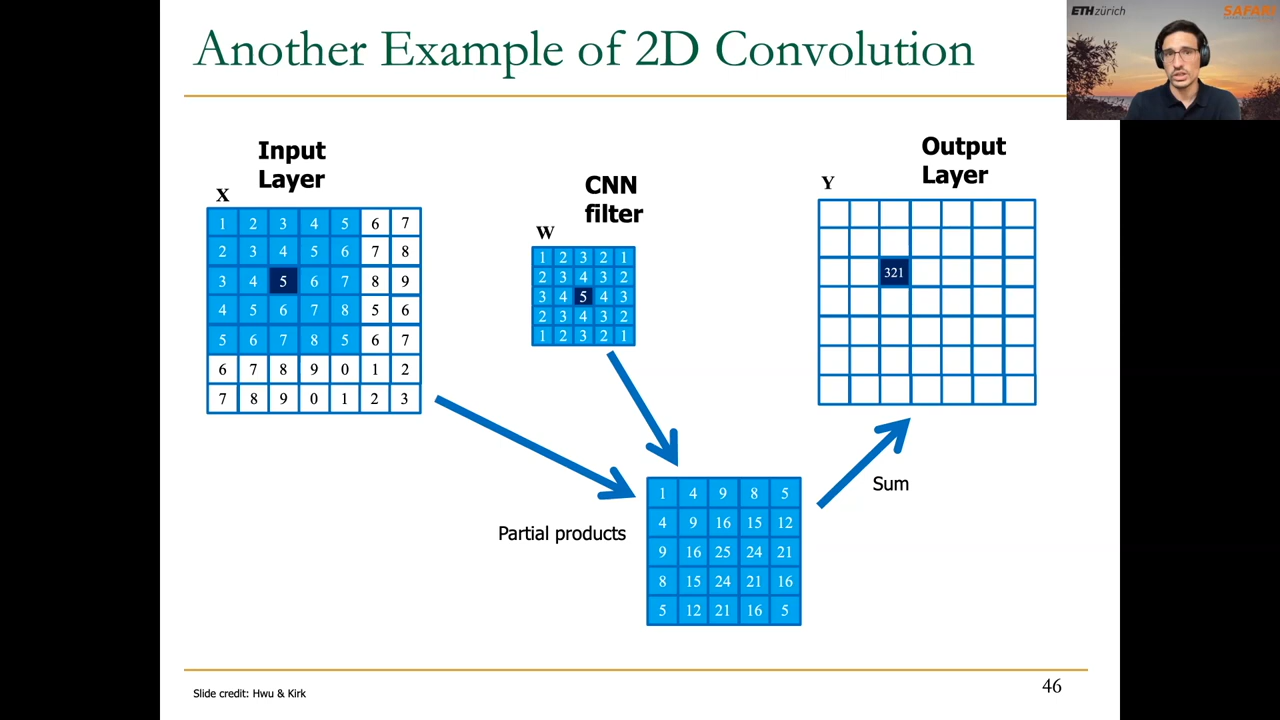 Another Example of 2D Convolution
ETHzürich
SAFARI
Input
Layer
X
1 2 3 4 5 6 7
2 3 4 5 6 7 8
3 4 5 6 7 8 9
4 5 6 7 8 5 6
5 6 7 8 5 6 7
6 7 8 9 0 1 2
7 8 9 0 1 2 3
CNN
filter
W
1 2 3 2 1
2 3 4 3 2
3 4 5 4 3
2 3 4 3 2
1 2 3 2 1
Output
Layer
Y
321
Partial products
1 4 9 8 5
4 9 16 15 12
9 16 25 24 21
8 15 24 21 16
5 12 21 16 5
Sum
Slide credit: Hwu & Kirk
46